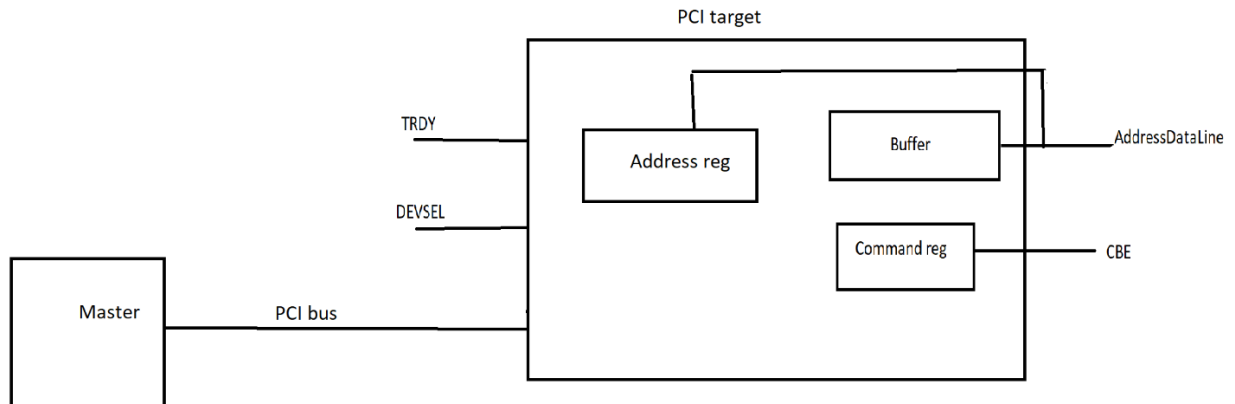 PCI target
TRDY
Address reg
Buffer
AddressDataLine
DEVSEL
Command reg
CBE
Master
PCI bus